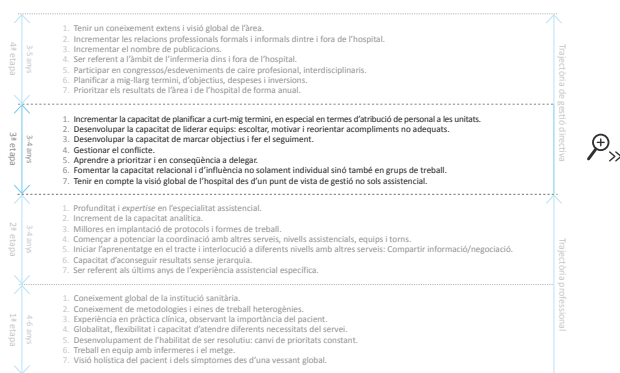 4ª etapa
3-5 anys
1. Tenir un coneixement extens i visió global de l'àrea.
2. Incrementar les relacions professionals formals i informals dintre i fora de l'hospital.
3. Incrementar el nombre de publicacions.
4. Ser referent a l'àmbit de l'infermeria dins i fora de l'hospital.
5. Participar en congressos/esdeveniments de caire professional, interdisciplinaris.
6. Planificar a mig-llarg termini, d'objectius, despeses i inversions.
7. Prioritzar els resultats de l'àrea i de l'hospital de forma anual.
Trajectòria de gestió directiva
3ª etapa
3-4 anys
1. Incrementar la capacitat de planificar a curt-mig termini, en especial en termes d'atribució de personal a les unitats.
2. Desenvolupar la capacitat de liderar equips: escoltar, motivar i reorientar acompliments no adequats.
3. Desenvolupar la capacitat de marcar objectius i fer el seguiment.
4. Gestionar el conflicte.
5. Aprendre a prioritzar i en conseqüència a delegar.
6. Fomentar la capacitat relacional i d'influència no solament individual sinó també en grups de treball.
7. Tenir en compte la visió global de l'hospital des d'un punt de vista de gestió no sols assistencial.
2ª etapa
3-4 anys
1. Profunditat i expertise en l'especialitat assistencial.
2. Increment de la capacitat analítica.
3. Millores en implantació de protocols i formes de treball.
4. Començar a potenciar la coordinació amb altres serveis, nivells assistencials, equips i torns.
5. Iniciar l'aprenentatge en el tracte i interlocució a diferents nivells amb altres serveis: Compartir informació/negociació.
6. Capacitat d'aconseguir resultats sense jerarquia.
7. Ser referent als últims anys de l'experiència assistencial específica.
Trajectòria professional
1ª etapa
4-6 anys
1. Coneixement global de la institució sanitària.
2. Coneixement de metodologies i eines de treball heterogènies.
3. Experiència en pràctica clínica, observant la importància del pacient.
4. Globalitat, flexibilitat i capacitat d'atendre diferents necessitats del servei.
5. Desenvolupament de l'habilitat de ser resolutiu: canvi de prioritats constant.
6. Treball en equip amb infermeres i el metge.
7. Visió holística del pacient i dels símptomes des d'una vessant global.